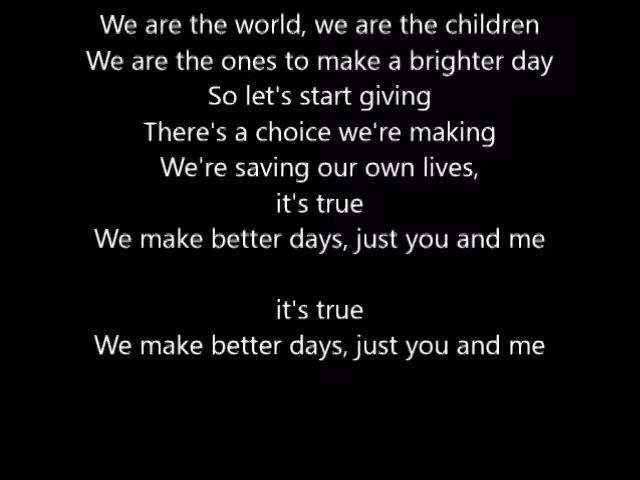 We are the world, we are the children
We are the ones to make a brighter day
So let's start giving
There's a choice we're making
We're saving our own lives,
it's true
We make better days, just you and me
it's true
We make better days, just you and me